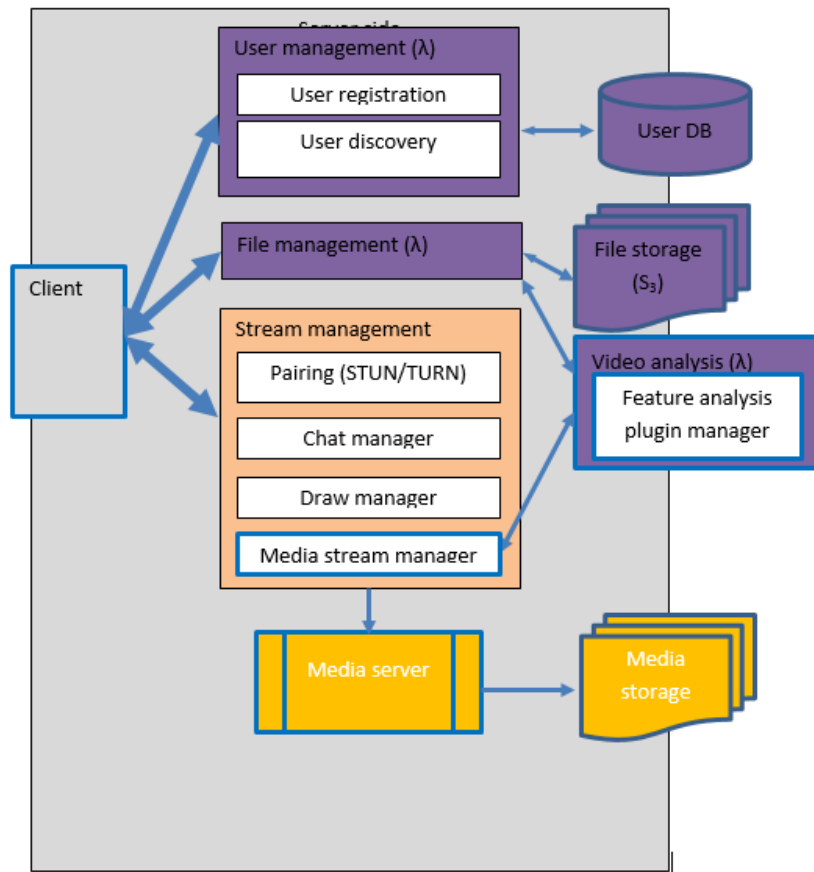 User management (λ)
User registration
User discovery
User DB
File management (λ)
File storage
(S₃)
Client
Stream management
Pairing (STUN/TURN)
Chat manager
Draw manager
Media stream manager
Video analysis (λ)
Feature analysis
plugin manager
Media server
Media
storage